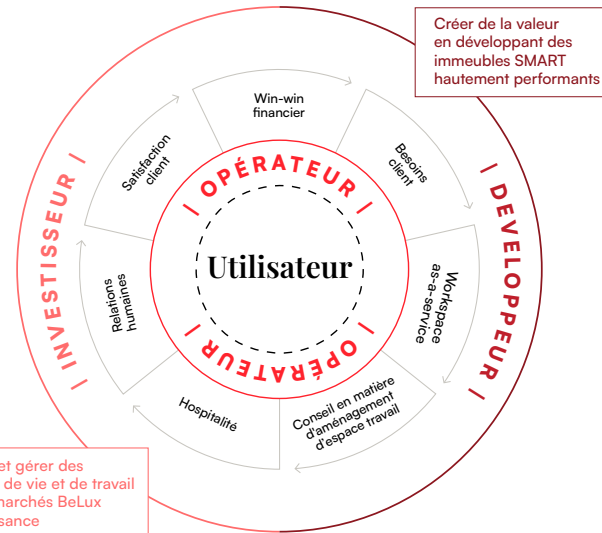 Créer de la valeur
en développant des
immeubles SMART
hautement performants
Win-win
financier
Besoins
client
Workspace
as-a-service
Conseil en matière
d'aménagement
d'espace travail
Hospitalité
Relations
humaines
Satisfaction
client
| OPÉRATEUR |
Utilisateur
| OPÉRATEUR |
| INVESTISSEUR |
| DEVELOPPEUR |
et gérer des
de vie et de travail
marchés BeLux